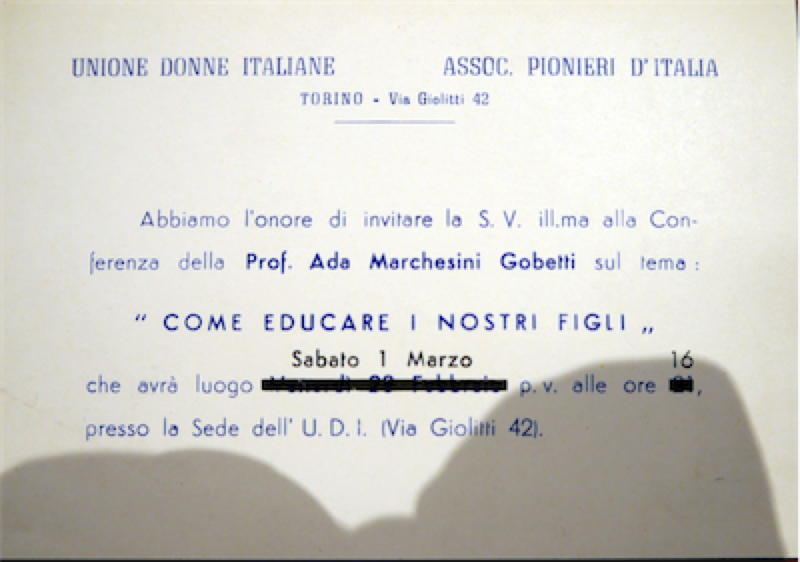 UNIONE DONNE ITALIANE ASSOC. PIONIERI D'ITALIA
TORINO - Via Giolitti 42
Abbiamo l'onore di invitare la S. V. ill.ma alla Con-
ferenza della Prof. Ada Marchesini Gobetti sul tema :
" COME EDUCARE I NOSTRI FIGLI „
Sabato 1 Marzo 16
che avrà luogo p. v. alle ore ,
presso la Sede dell' U. D. I. (Via Giolitti 42).